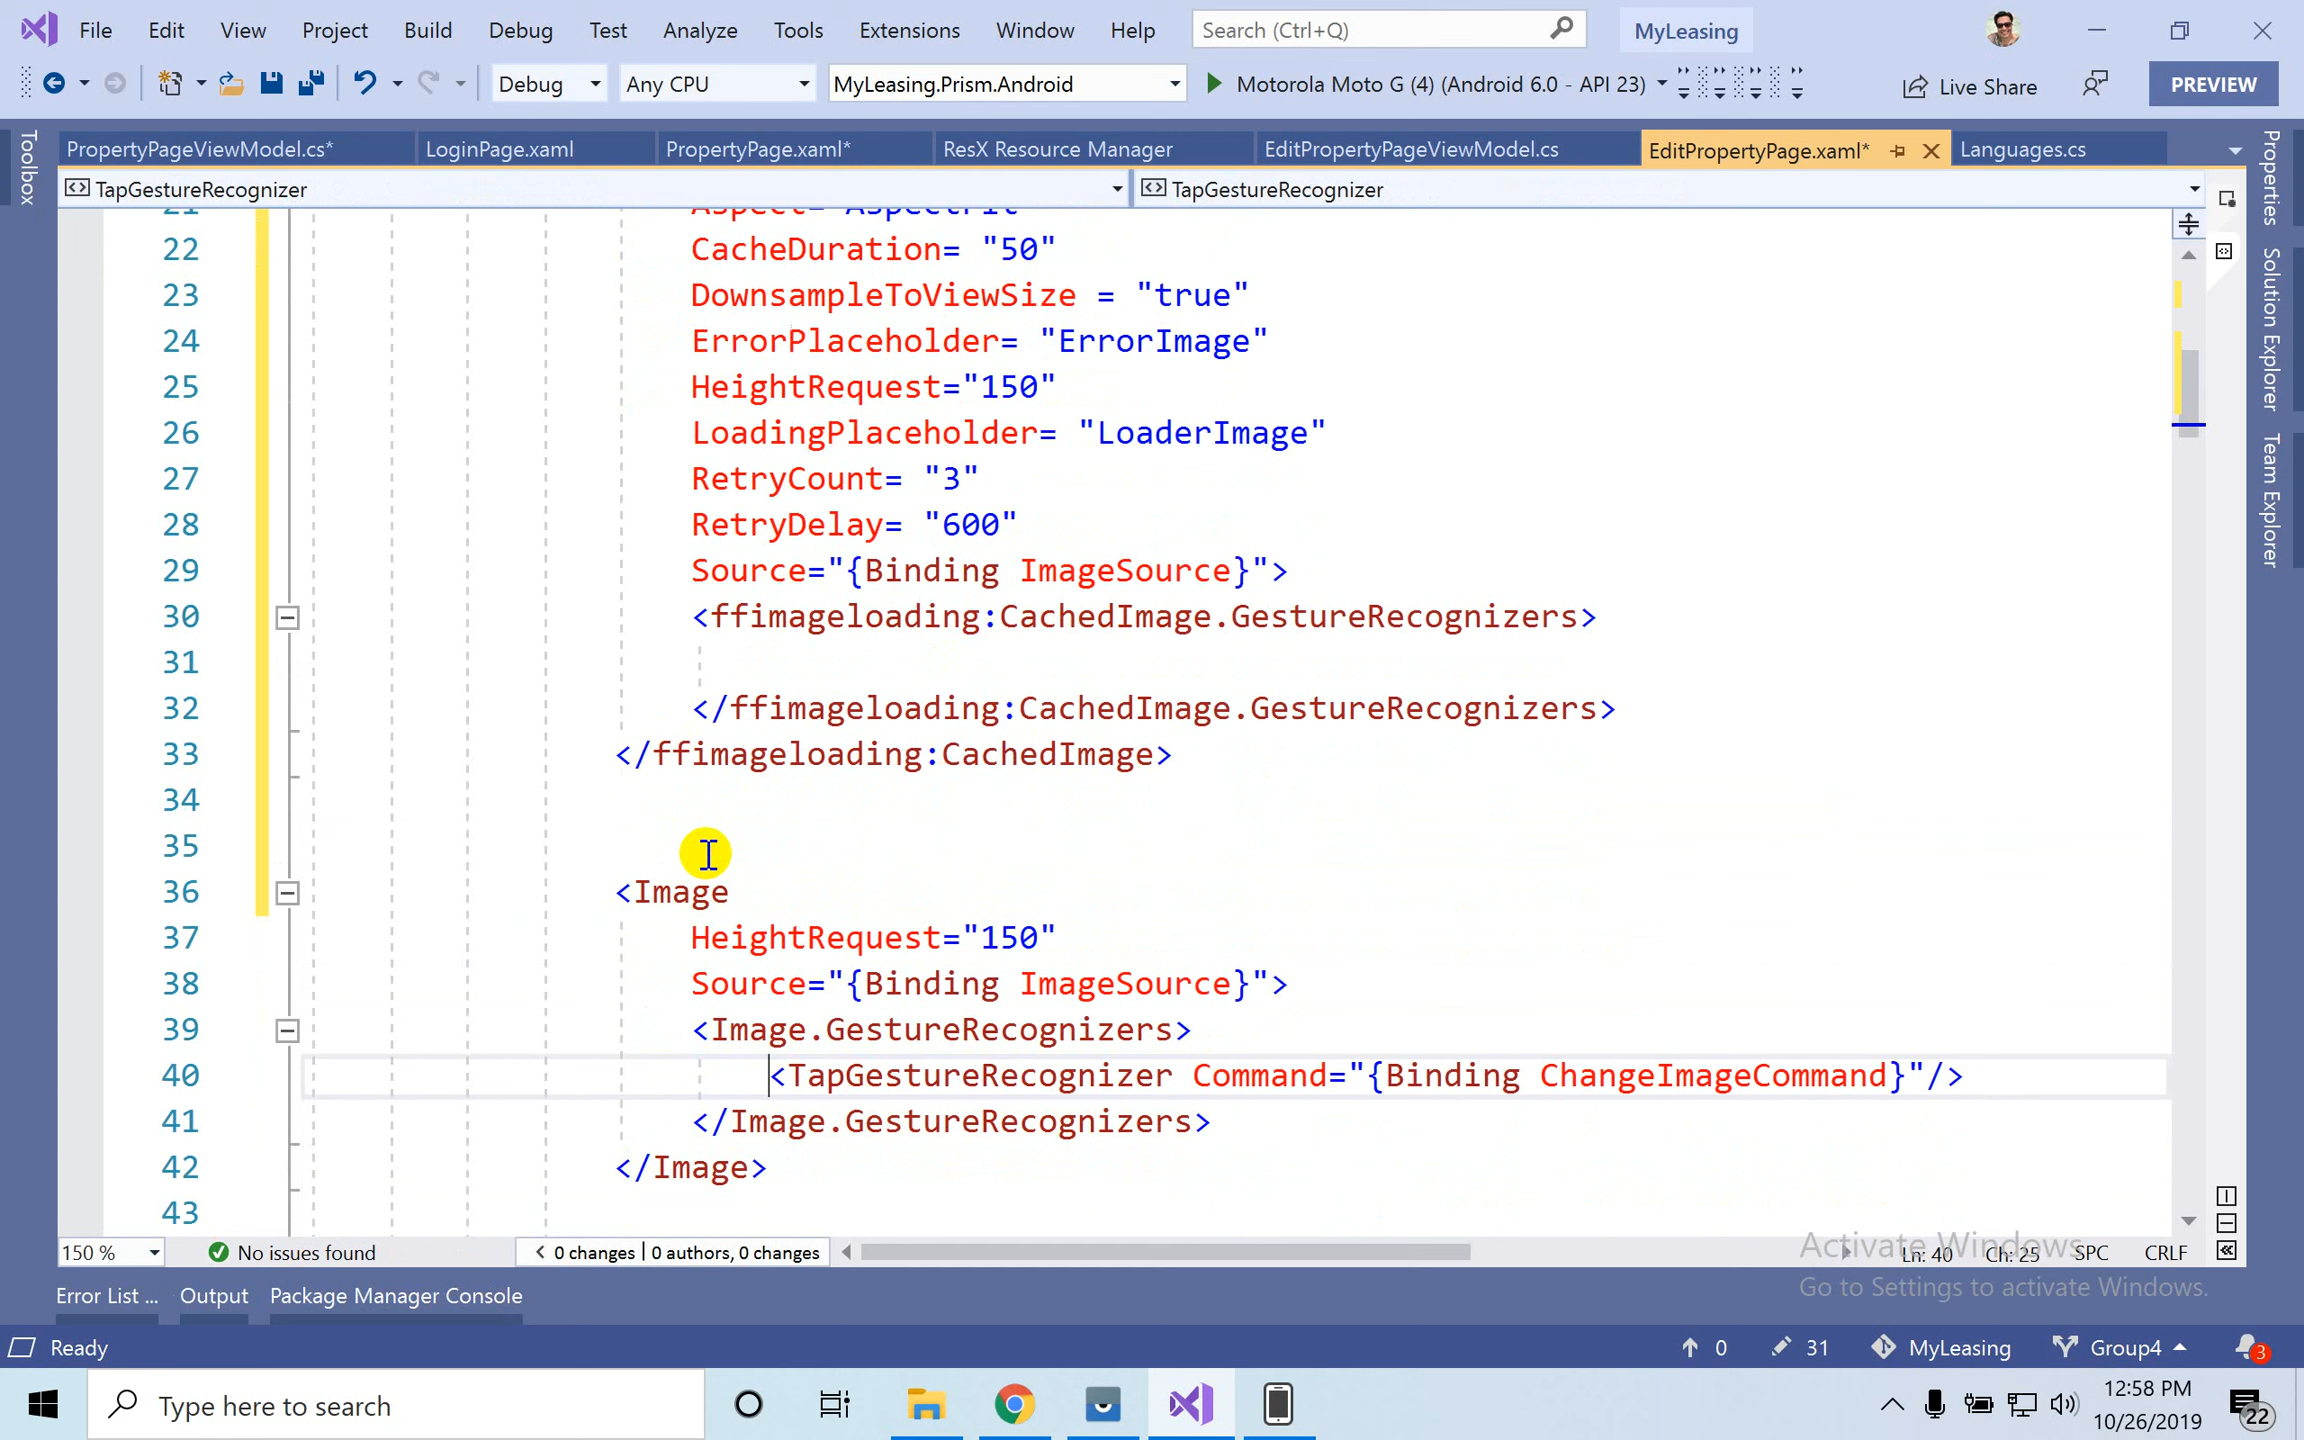 File Edit View Project Build Debug Test Analyze Tools Extensions Window Help Search (Ctrl+Q) MyLeasing
Debug Any CPU MyLeasing.Prism.Android Motorola Moto G (4) (Android 6.0 - API 23) Live Share PREVIEW
PropertyPageViewModel.cs* LoginPage.xaml PropertyPage.xaml* ResX Resource Manager EditPropertyPageViewModel.cs EditPropertyPage.xaml* Languages.cs
Toolbox
Properties
Solution Explorer
Team Explorer
TapGestureRecognizer TapGestureRecognizer
22 CacheDuration= "50"
23 DownsampleToViewSize = "true"
24 ErrorPlaceholder= "ErrorImage"
25 HeightRequest="150"
26 LoadingPlaceholder= "LoaderImage"
27 RetryCount= "3"
28 RetryDelay= "600"
29 Source="{Binding ImageSource}">
30 <ffimageloading:CachedImage.GestureRecognizers>
31
32 </ffimageloading:CachedImage.GestureRecognizers>
33 </ffimageloading:CachedImage>
34
35
36 <Image
37 HeightRequest="150"
38 Source="{Binding ImageSource}">
39 <Image.GestureRecognizers>
40 <TapGestureRecognizer Command="{Binding ChangeImageCommand}"/>
41 </Image.GestureRecognizers>
42 </Image>
43
150 % No issues found 0 changes | 0 authors, 0 changes Ln: 40 Ch: 25 SPC CRLF
Activate Windows
Go to Settings to activate Windows.
Error List ... Output Package Manager Console
Ready 0 31 MyLeasing Group4 3
Type here to search 12:58 PM
10/26/2019 22